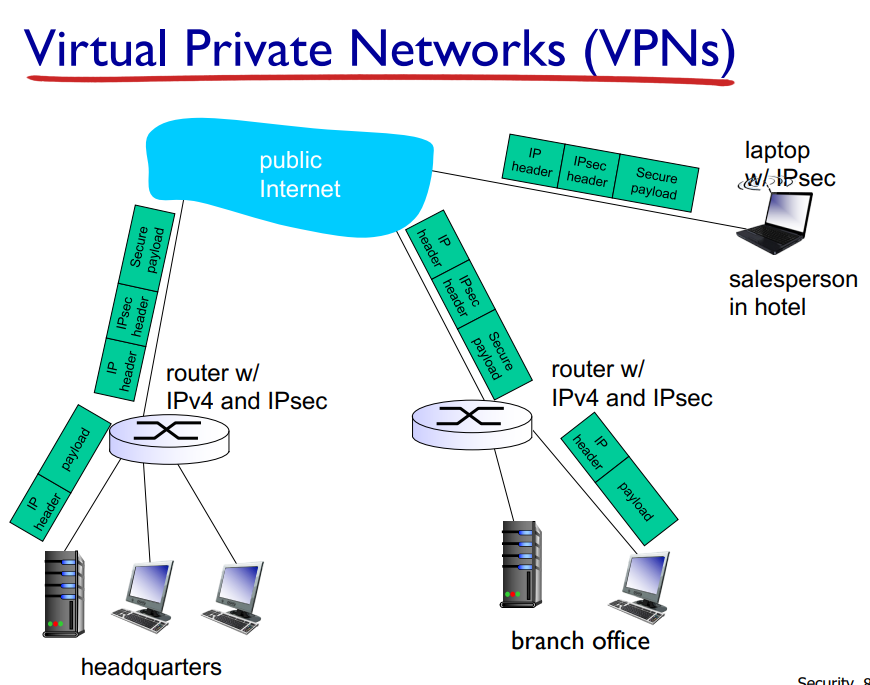 Virtual Private Networks (VPNs)
public
Internet
IP
header
IPsec
header
Secure
payload
laptop
w/ IPsec
salesperson
in hotel
Secure
payload
IPsec
header
IP
header
IP
header
IPsec
header
Secure
payload
router w/
IPv4 and IPsec
router w/
IPv4 and IPsec
payload
IP
header
IP
header
payload
headquarters
branch office
Security 8